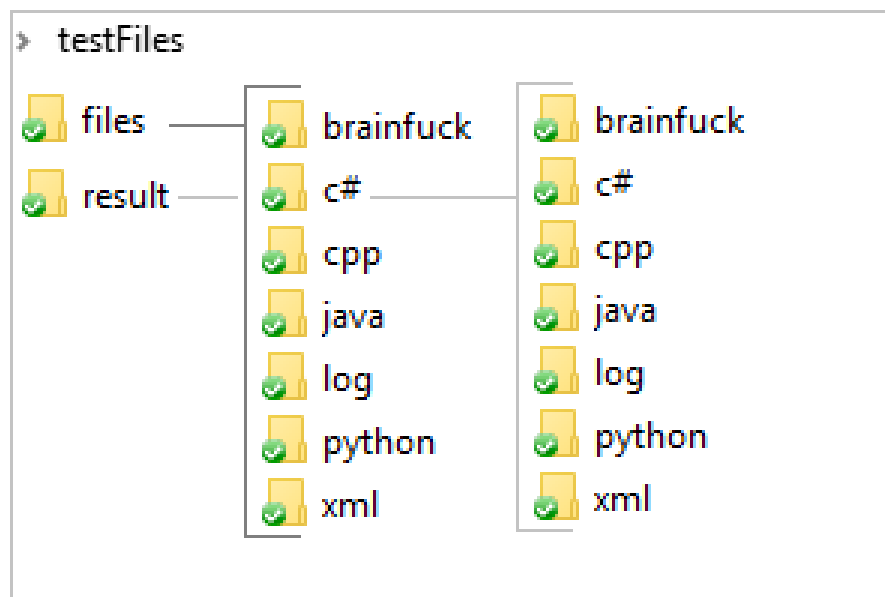 testFiles
files
result
brainfuck
c#
cpp
java
log
python
xml
brainfuck
c#
cpp
java
log
python
xml